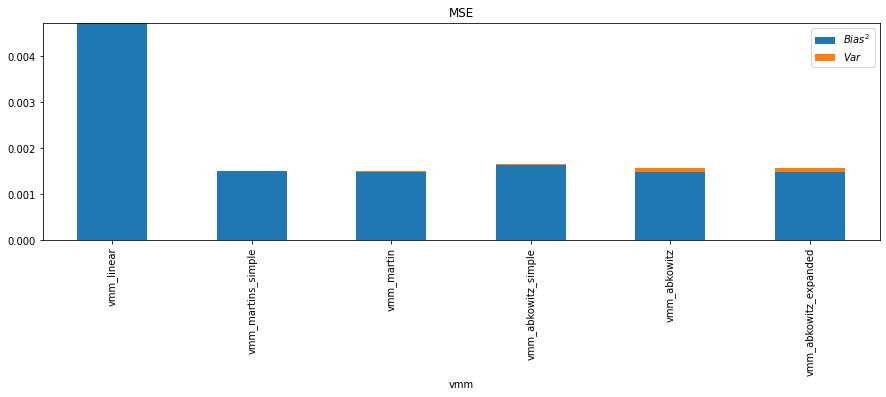 MSE
Bias²
Var
0.004
0.003
0.002
0.001
0.000
vmm_linear
vmm_martins_simple
vmm_martin
vmm_abkowitz_simple
vmm_abkowitz
vmm_abkowitz_expanded
vmm